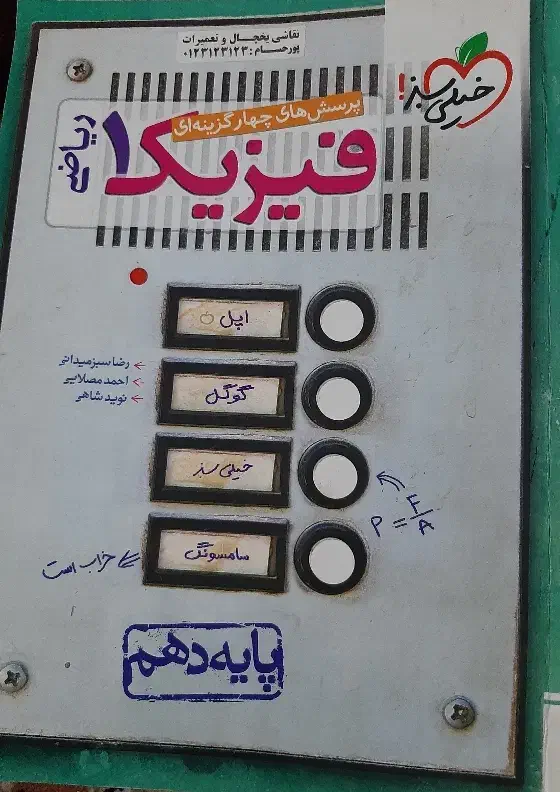 نقاشی یخچال و تعمیرات
پورحسام: ۰۱۲۳۱۲۳۱۲۳
خیلی سبز!
پرسش‌های چهارگزینه‌ای
فیزیک ۱
ریاضی
اپل
رضا سبزمیدانی
احمد مصلایی
نوید شاهی
گوگل
خیلی سبز
P = F/A
سامسونگ
خراب است
پایه دهم